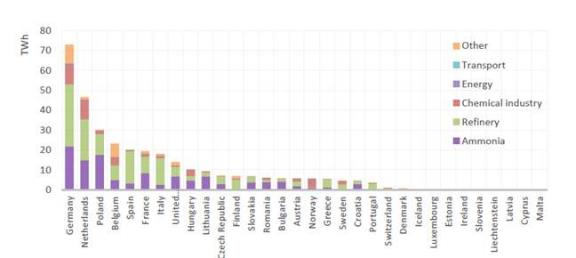 80
70
60
50
40
30
20
10
0
TWh
Other
Transport
Energy
Chemical industry
Refinery
Ammonia
Germany
Netherlands
Poland
Belgium
Spain
France
Italy
United...
Hungary
Lithuania
Czech Republic
Finland
Slovakia
Romania
Bulgaria
Austria
Norway
Greece
Sweden
Croatia
Portugal
Switzerland
Denmark
Iceland
Luxembourg
Estonia
Ireland
Slovenia
Liechtenstein
Latvia
Cyprus
Malta